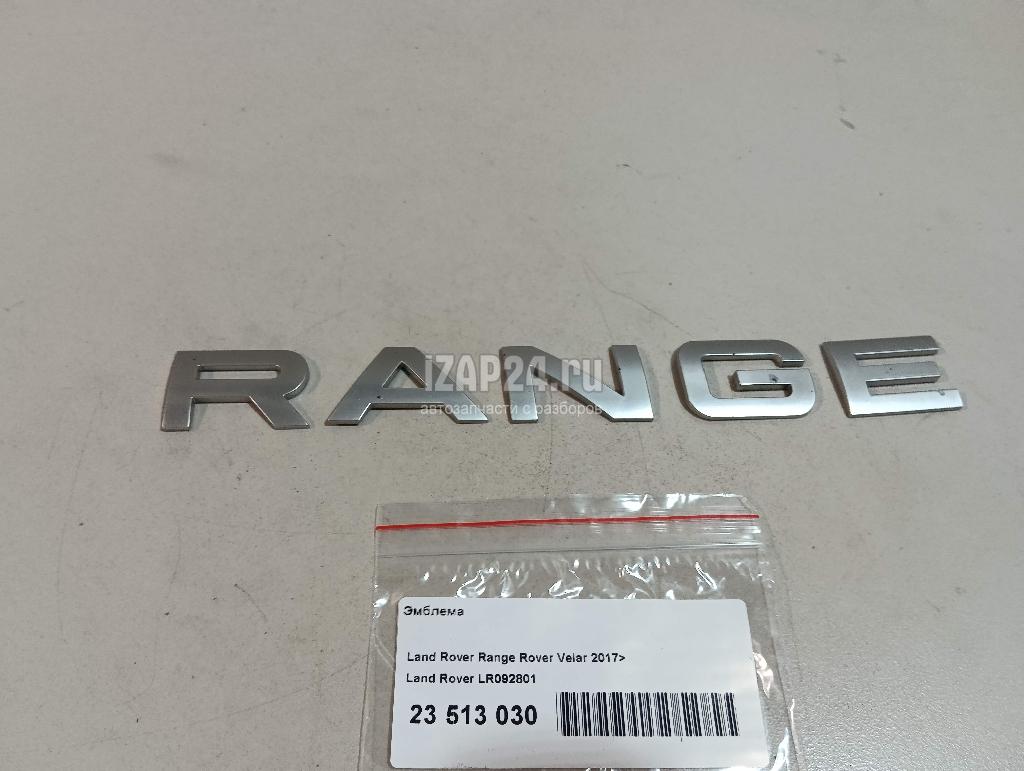 RANGE
iZAP24.ru
автозапчасти с разборов
Эмблема
Land Rover Range Rover Velar 2017>
Land Rover LR092801
23 513 030